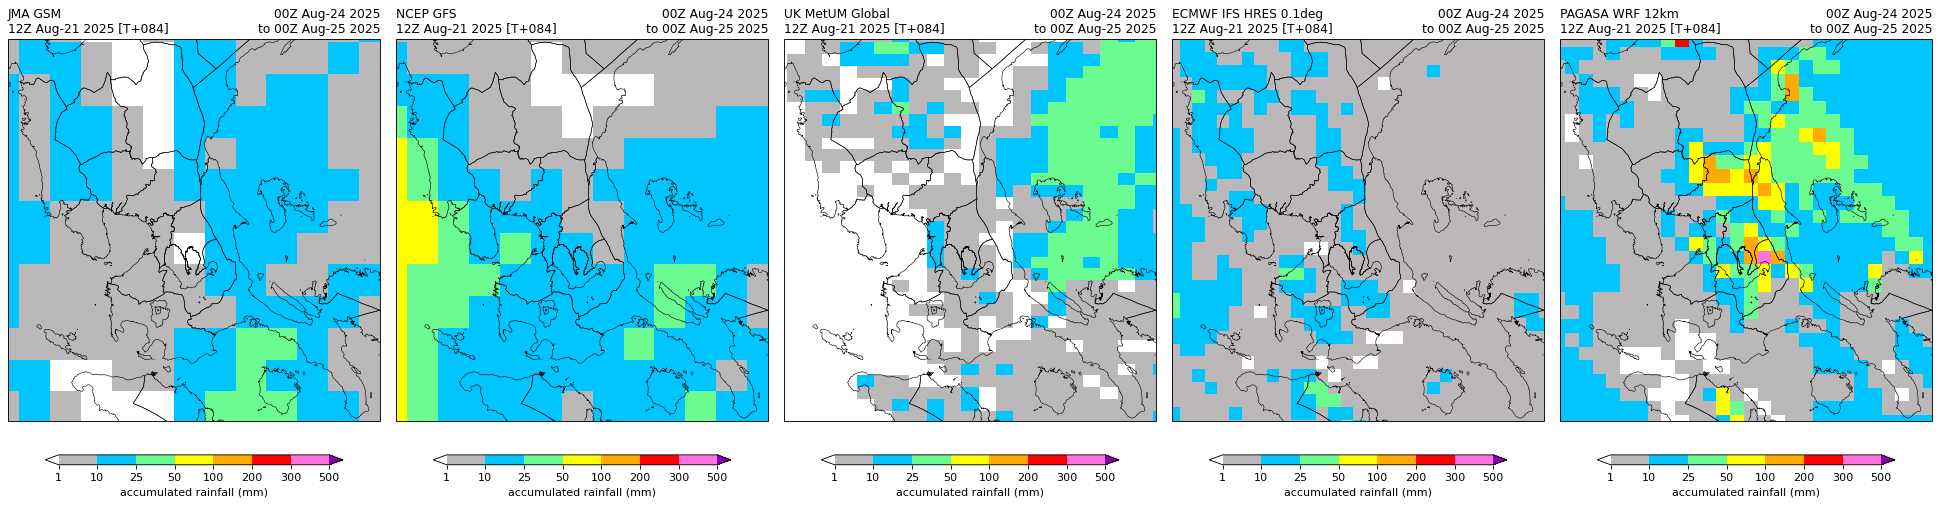 JMA GSM 00Z Aug-24 2025
12Z Aug-21 2025 [T+084] to 00Z Aug-25 2025
NCEP GFS 00Z Aug-24 2025
12Z Aug-21 2025 [T+084] to 00Z Aug-25 2025
UK MetUM Global 00Z Aug-24 2025
12Z Aug-21 2025 [T+084] to 00Z Aug-25 2025
ECMWF IFS HRES 0.1deg 00Z Aug-24 2025
12Z Aug-21 2025 [T+084] to 00Z Aug-25 2025
PAGASA WRF 12km 00Z Aug-24 2025
12Z Aug-21 2025 [T+084] to 00Z Aug-25 2025
1 10 25 50 100 200 300 500
accumulated rainfall (mm)
1 10 25 50 100 200 300 500
accumulated rainfall (mm)
1 10 25 50 100 200 300 500
accumulated rainfall (mm)
1 10 25 50 100 200 300 500
accumulated rainfall (mm)
1 10 25 50 100 200 300 500
accumulated rainfall (mm)